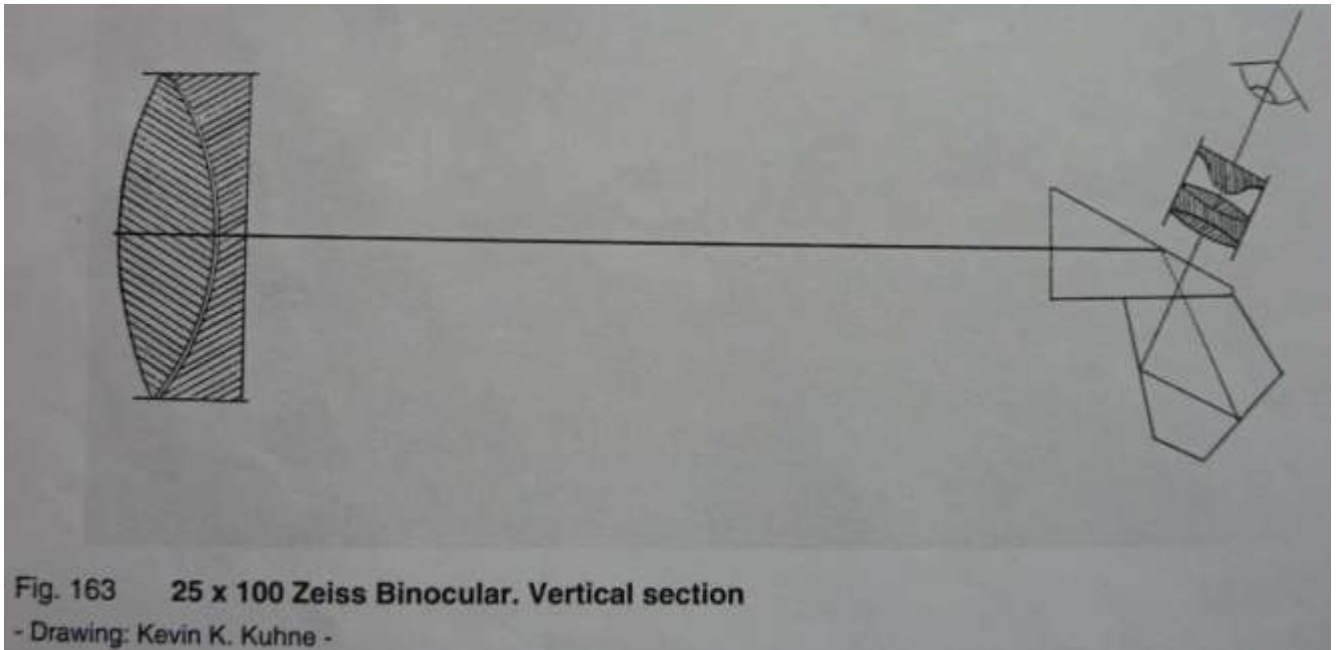 Fig. 163 25 x 100 Zeiss Binocular. Vertical section
- Drawing: Kevin K. Kuhne -